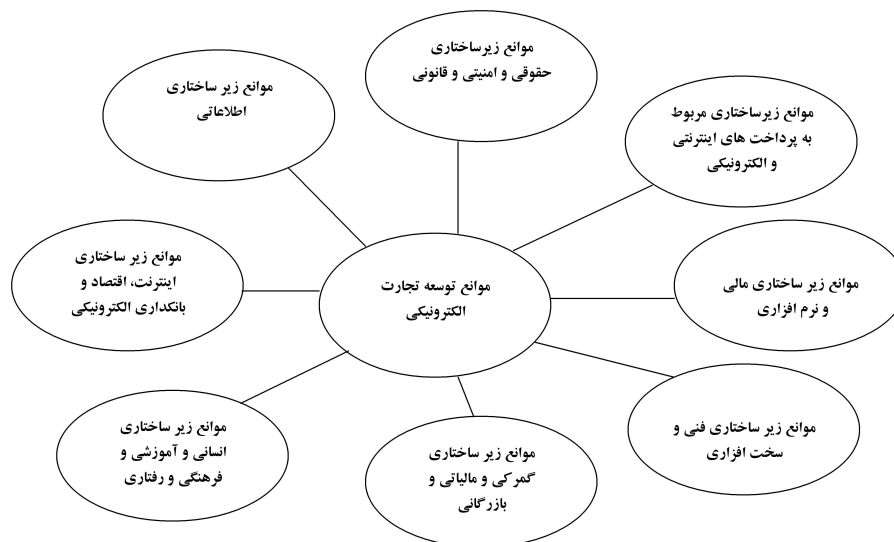 موانع زیرساختاری
حقوقی و امنیتی و قانونی
موانع زیرساختاری مربوط
به پرداخت های اینترنتی
و الکترونیکی
موانع زیر ساختاری مالی
و نرم افزاری
موانع زیر ساختاری فنی و
سخت افزاری
موانع زیر ساختاری
گمرکی و مالیاتی و
بازرگانی
موانع زیر ساختاری
انسانی و آموزشی و
فرهنگی و رفتاری
موانع زیر ساختاری
اینترنت، اقتصاد و
بانکداری الکترونیکی
موانع زیر ساختاری
اطلاعاتی
موانع توسعه تجارت
الکترونیکی